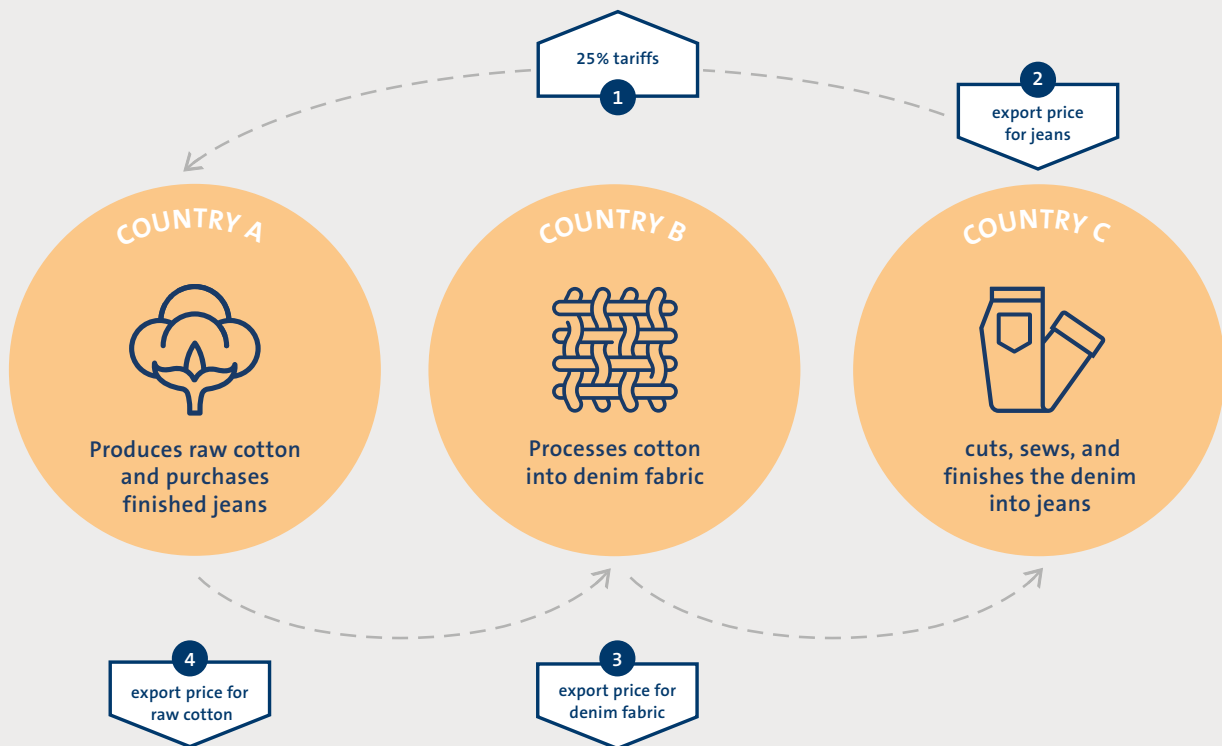 25% tariffs
1
2
export price
for jeans
COUNTRY A
Produces raw cotton
and purchases
finished jeans
COUNTRY B
Processes cotton
into denim fabric
COUNTRY C
cuts, sews, and
finishes the denim
into jeans
4
export price for
raw cotton
3
export price for
denim fabric